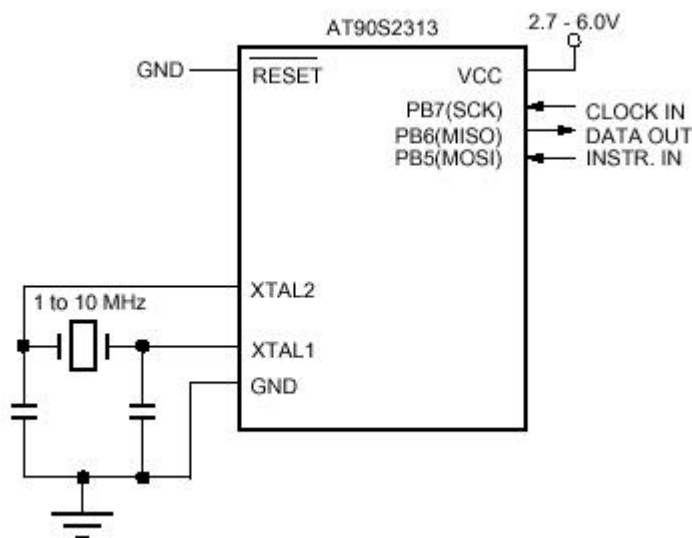 AT90S2313
2.7 - 6.0V
GND
RESET
VCC
PB7(SCK)
CLOCK IN
PB6(MISO)
DATA OUT
PB5(MOSI)
INSTR. IN
XTAL2
1 to 10 MHz
XTAL1
GND